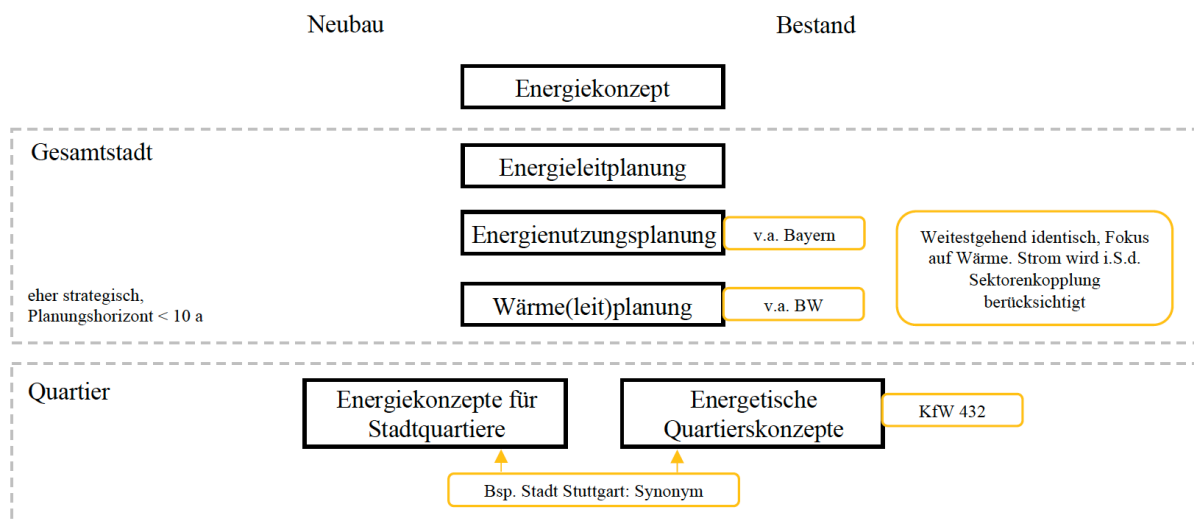 Neubau
Bestand
Energiekonzept
Gesamtstadt
Energieleitplanung
Energienutzungsplanung
v.a. Bayern
Weitestgehend identisch, Fokus
auf Wärme. Strom wird i.S.d.
Sektorenkopplung
berücksichtigt
eher strategisch,
Planungshorizont < 10 a
Wärme(leit)planung
v.a. BW
Quartier
Energiekonzepte für
Stadtquartiere
Energetische
Quartierskonzepte
KfW 432
Bsp. Stadt Stuttgart: Synonym